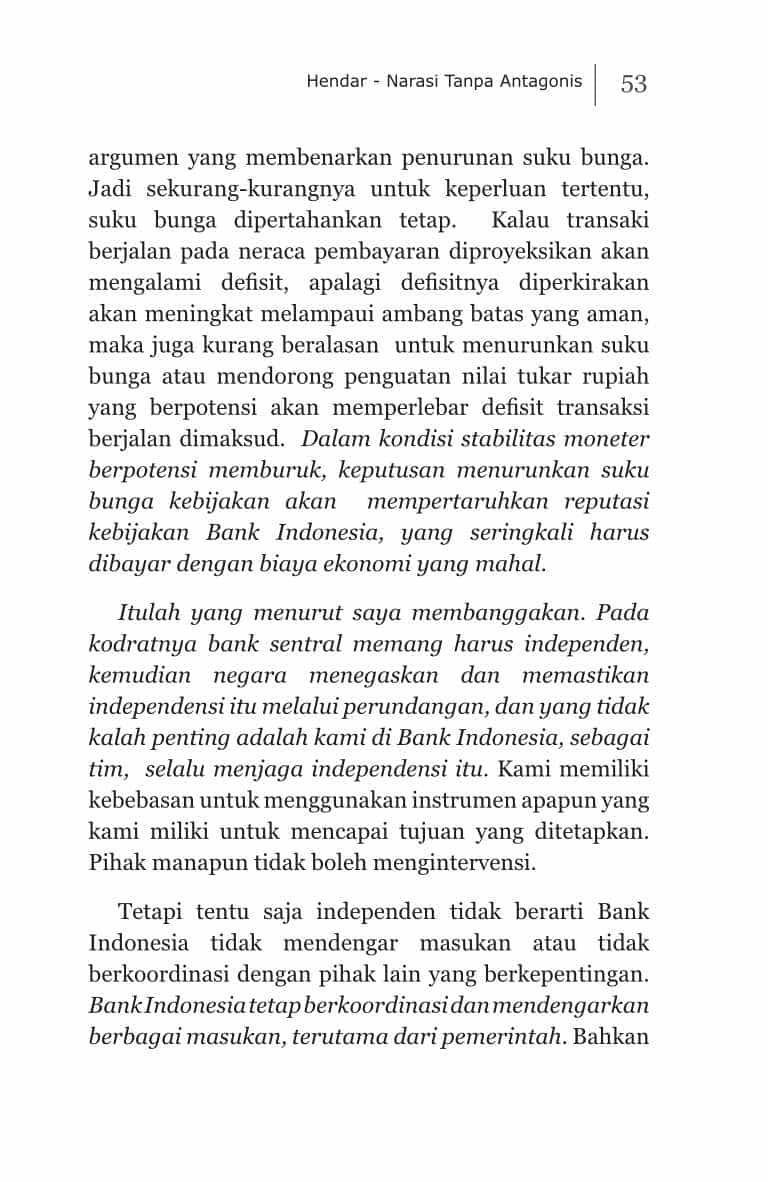 Hendar - Narasi Tanpa Antagonis 53
argumen yang membenarkan penurunan suku bunga.
Jadi sekurang-kurangnya untuk keperluan tertentu,
suku bunga dipertahankan tetap. Kalau transaki
berjalan pada neraca pembayaran diproyeksikan akan
mengalami defisit, apalagi defisitnya diperkirakan
akan meningkat melampaui ambang batas yang aman,
maka juga kurang beralasan untuk menurunkan suku
bunga atau mendorong penguatan nilai tukar rupiah
yang berpotensi akan memperlebar defisit transaksi
berjalan dimaksud. Dalam kondisi stabilitas moneter
berpotensi memburuk, keputusan menurunkan suku
bunga kebijakan akan mempertaruhkan reputasi
kebijakan Bank Indonesia, yang seringkali harus
dibayar dengan biaya ekonomi yang mahal.
Itulah yang menurut saya membanggakan. Pada
kodratnya bank sentral memang harus independen,
kemudian negara menegaskan dan memastikan
independensi itu melalui perundangan, dan yang tidak
kalah penting adalah kami di Bank Indonesia, sebagai
tim, selalu menjaga independensi itu. Kami memiliki
kebebasan untuk menggunakan instrumen apapun yang
kami miliki untuk mencapai tujuan yang ditetapkan.
Pihak manapun tidak boleh mengintervensi.
Tetapi tentu saja independen tidak berarti Bank
Indonesia tidak mendengar masukan atau tidak
berkoordinasi dengan pihak lain yang berkepentingan.
Bank Indonesia tetap berkoordinasi dan mendengarkan
berbagai masukan, terutama dari pemerintah. Bahkan